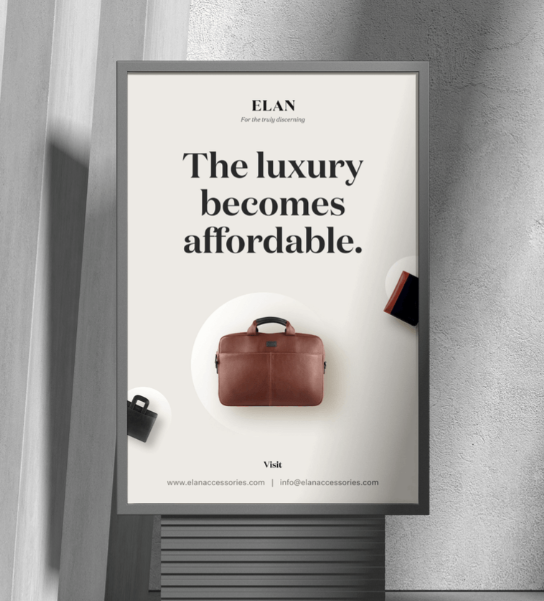 ELAN
For the truly discerning
The luxury
becomes
affordable.
Visit
www.elanaccessories.com | info@elanaccessories.com